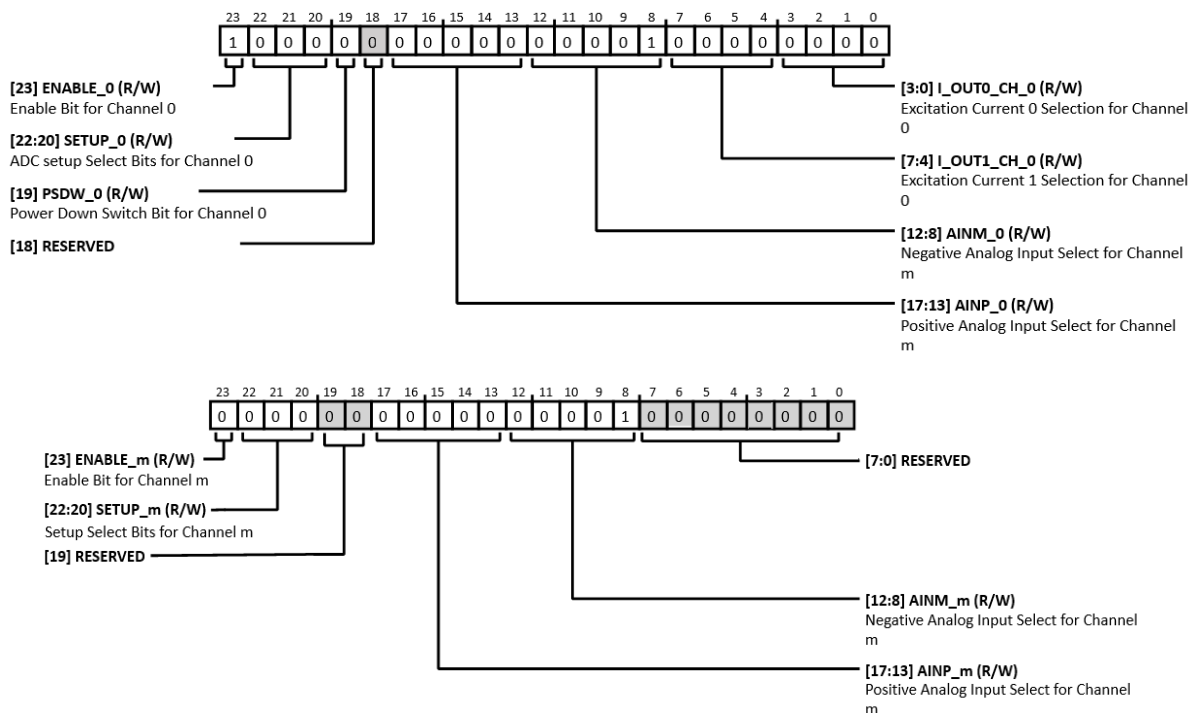 23 22 21 20 19 18 17 16 15 14 13 12 11 10 9 8 7 6 5 4 3 2 1 0
1 0 0 0 0 0 0 0 0 0 0 0 0 0 0 1 0 0 0 0 0 0 0 0
[23] ENABLE_0 (R/W)
Enable Bit for Channel 0
[22:20] SETUP_0 (R/W)
ADC setup Select Bits for Channel 0
[19] PSDW_0 (R/W)
Power Down Switch Bit for Channel 0
[18] RESERVED
[3:0] I_OUT0_CH_0 (R/W)
Excitation Current 0 Selection for Channel
0
[7:4] I_OUT1_CH_0 (R/W)
Excitation Current 1 Selection for Channel
0
[12:8] AINM_0 (R/W)
Negative Analog Input Select for Channel
m
[17:13] AINP_0 (R/W)
Positive Analog Input Select for Channel
m
23 22 21 20 19 18 17 16 15 14 13 12 11 10 9 8 7 6 5 4 3 2 1 0
0 0 0 0 0 0 0 0 0 0 0 0 0 0 0 1 0 0 0 0 0 0 0 0
[23] ENABLE_m (R/W)
Enable Bit for Channel m
[22:20] SETUP_m (R/W)
Setup Select Bits for Channel m
[19] RESERVED
[7:0] RESERVED
[12:8] AINM_m (R/W)
Negative Analog Input Select for Channel
m
[17:13] AINP_m (R/W)
Positive Analog Input Select for Channel
m